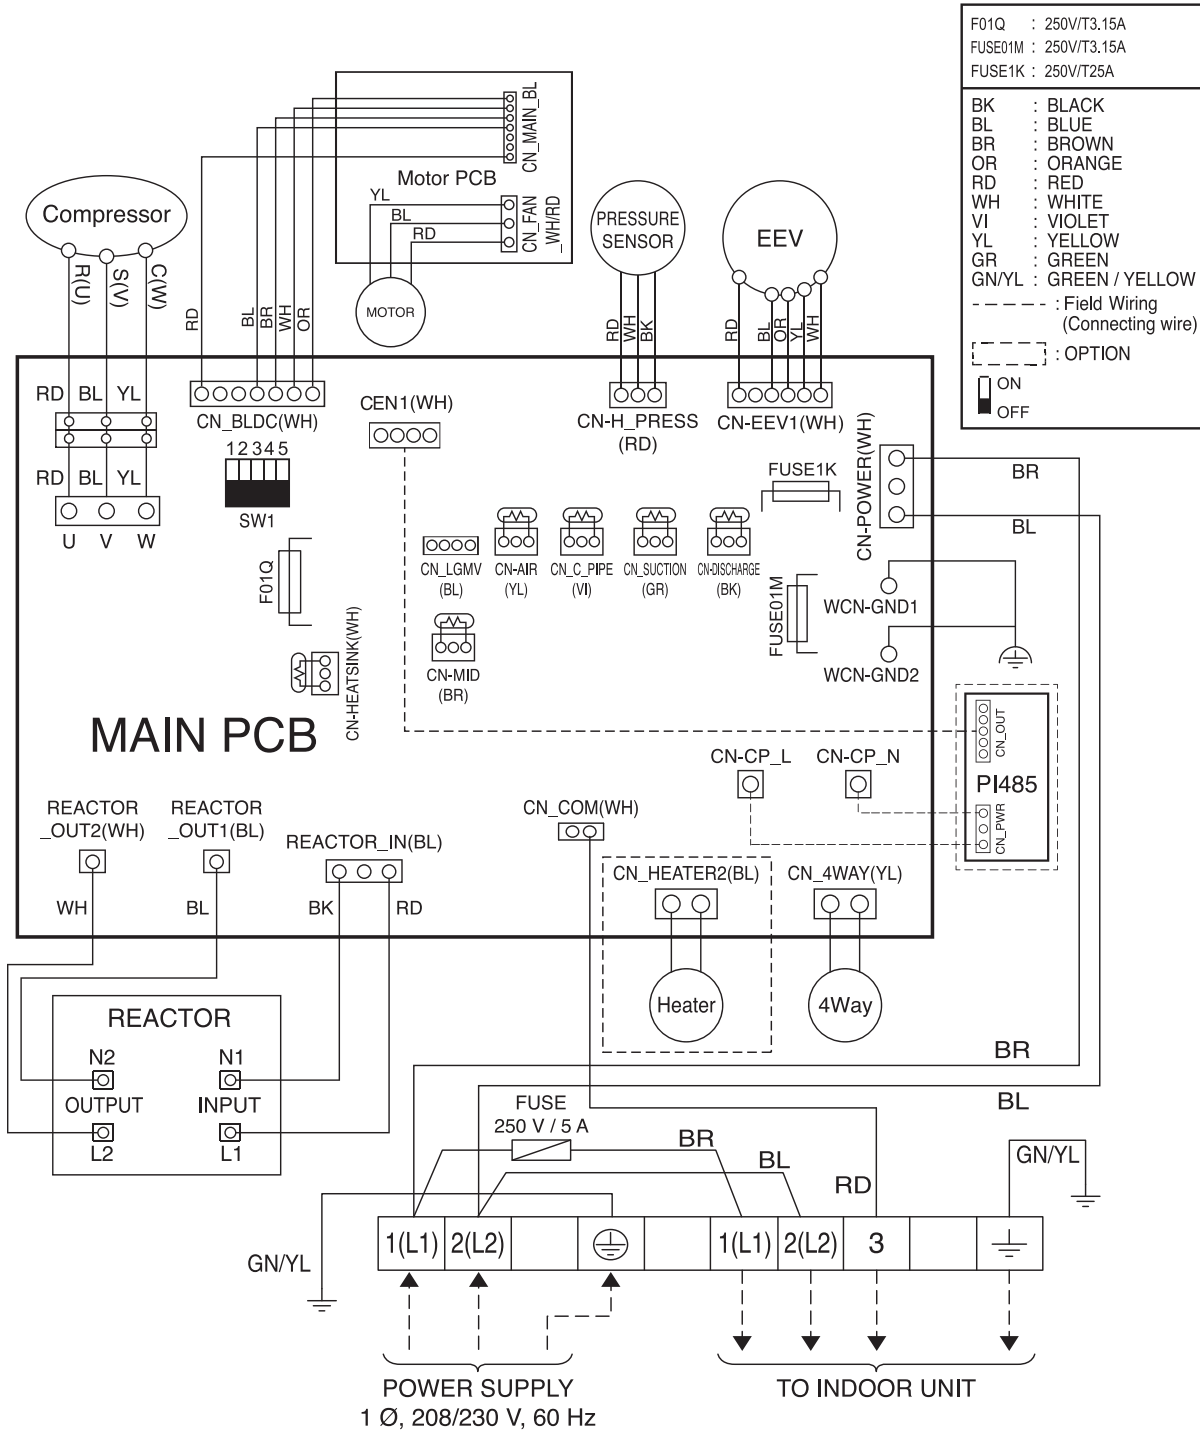 F01Q : 250V/T3.15A
FUSE01M : 250V/T3.15A
FUSE1K : 250V/T25A
BK : BLACK
BL : BLUE
BR : BROWN
OR : ORANGE
RD : RED
WH : WHITE
VI : VIOLET
YL : YELLOW
GR : GREEN
GN/YL : GREEN / YELLOW
: Field Wiring
(Connecting wire)
: OPTION
ON
OFF
CN_MAIN_BL
Motor PCB
CN_FAN
_WH/RD
YL
BL
RD
MOTOR
Compressor
R(U)
S(V)
C(W)
RD
BL
BR
WH
OR
PRESSURE
SENSOR
RD
WH
BK
EEV
RD
BL
OR
YL
WH
RD BL YL
RD BL YL
U V W
CN_BLDC(WH)
12345
SW1
CEN1(WH)
CN-H_PRESS
(RD)
CN-EEV1(WH)
CN-POWER(WH)
BR
BL
FUSE1K
F01Q
CN_LGMV
(BL)
CN-AIR
(YL)
CN_C_PIPE
(VI)
CN_SUCTION
(GR)
CN-DISCHARGE
(BK)
FUSE01M
WCN-GND1
WCN-GND2
CN-HEATSINK(WH)
CN-MID
(BR)
MAIN PCB
CN-CP_L
CN-CP_N
CN_OUT
PI485
CN_PWR
REACTOR
_OUT2(WH)
REACTOR
_OUT1(BL)
REACTOR_IN(BL)
CN_COM(WH)
CN_HEATER2(BL)
CN_4WAY(YL)
WH
BL
BK
RD
Heater
4Way
REACTOR
N2 N1
OUTPUT INPUT
L2 L1
BR
BL
FUSE
250 V / 5 A
BR
BL
RD
GN/YL
GN/YL
1(L1) 2(L2) 1(L1) 2(L2) 3
POWER SUPPLY
1 Ø, 208/230 V, 60 Hz
TO INDOOR UNIT